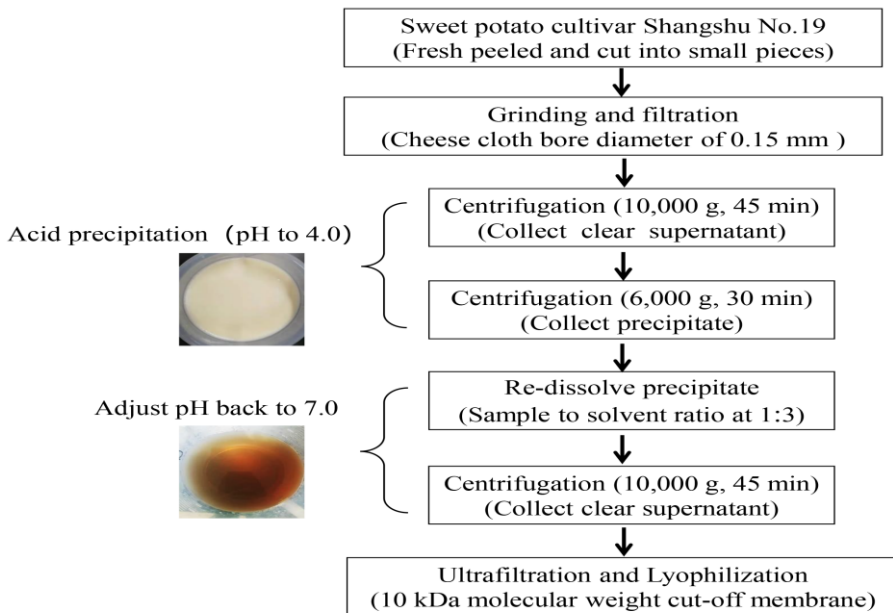 Sweet potato cultivar Shangshu No.19
(Fresh peeled and cut into small pieces)
Grinding and filtration
(Cheese cloth bore diameter of 0.15 mm )
Centrifugation (10,000 g, 45 min)
(Collect clear supernatant)
Acid precipitation (pH to 4.0)
Centrifugation (6,000 g, 30 min)
(Collect precipitate)
Re-dissolve precipitate
(Sample to solvent ratio at 1:3)
Adjust pH back to 7.0
Centrifugation (10,000 g, 45 min)
(Collect clear supernatant)
Ultrafiltration and Lyophilization
(10 kDa molecular weight cut-off membrane)